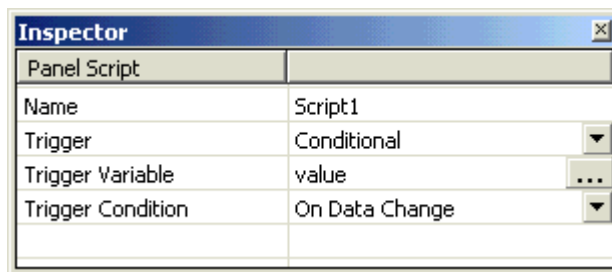 Inspector
Panel Script
Name Script1
Trigger Conditional
Trigger Variable value ...
Trigger Condition On Data Change